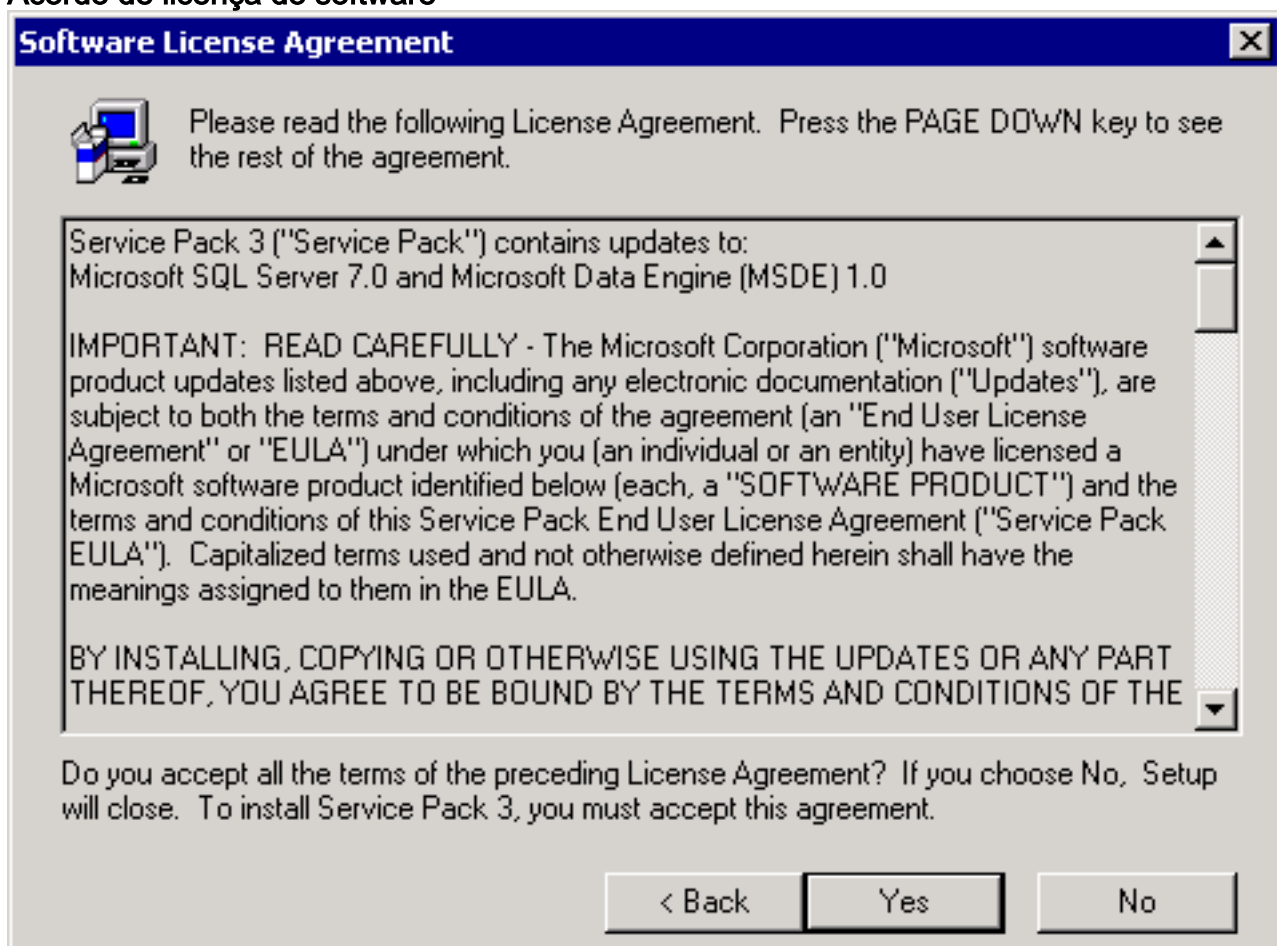 Acordo de licença de software
Software License Agreement
Please read the following License Agreement.  Press the PAGE DOWN key to see
the rest of the agreement.
Service Pack 3 ("Service Pack") contains updates to:
Microsoft SQL Server 7.0 and Microsoft Data Engine (MSDE) 1.0
IMPORTANT:  READ CAREFULLY - The Microsoft Corporation ("Microsoft") software
product updates listed above, including any electronic documentation ("Updates"), are
subject to both the terms and conditions of the agreement (an "End User License
Agreement" or "EULA") under which you (an individual or an entity) have licensed a
Microsoft software product identified below (each, a "SOFTWARE PRODUCT") and the
terms and conditions of this Service Pack End User License Agreement ("Service Pack
EULA").  Capitalized terms used and not otherwise defined herein shall have the
meanings assigned to them in the EULA.
BY INSTALLING, COPYING OR OTHERWISE USING THE UPDATES OR ANY PART
THEREOF, YOU AGREE TO BE BOUND BY THE TERMS AND CONDITIONS OF THE
Do you accept all the terms of the preceding License Agreement?  If you choose No,  Setup
will close.  To install Service Pack 3, you must accept this agreement.
< Back
Yes
No